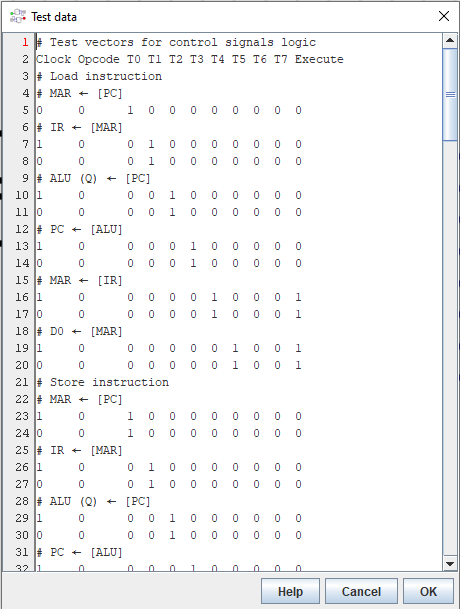 Test data
1 # Test vectors for control signals logic
2 Clock Opcode T0 T1 T2 T3 T4 T5 T6 T7 Execute
3 # Load instruction
4 # MAR ← [PC]
5 0 0 1 0 0 0 0 0 0 0 0
6 # IR ← [MAR]
7 1 0 0 1 0 0 0 0 0 0 0
8 0 0 0 1 0 0 0 0 0 0 0
9 # ALU (Q) ← [PC]
10 1 0 0 0 1 0 0 0 0 0 0
11 0 0 0 0 1 0 0 0 0 0 0
12 # PC ← [ALU]
13 1 0 0 0 0 1 0 0 0 0 0
14 0 0 0 0 0 1 0 0 0 0 0
15 # MAR ← [IR]
16 1 0 0 0 0 0 1 0 0 0 1
17 0 0 0 0 0 0 1 0 0 0 1
18 # D0 ← [MAR]
19 1 0 0 0 0 0 0 1 0 0 1
20 0 0 0 0 0 0 0 1 0 0 1
21 # Store instruction
22 # MAR ← [PC]
23 1 0 1 0 0 0 0 0 0 0 0
24 0 0 1 0 0 0 0 0 0 0 0
25 # IR ← [MAR]
26 1 0 0 1 0 0 0 0 0 0 0
27 0 0 0 1 0 0 0 0 0 0 0
28 # ALU (Q) ← [PC]
29 1 0 0 0 1 0 0 0 0 0 0
30 0 0 0 0 1 0 0 0 0 0 0
31 # PC ← [ALU]
32 1 0 0 0 0 1 0 0 0 0 0
Help Cancel OK